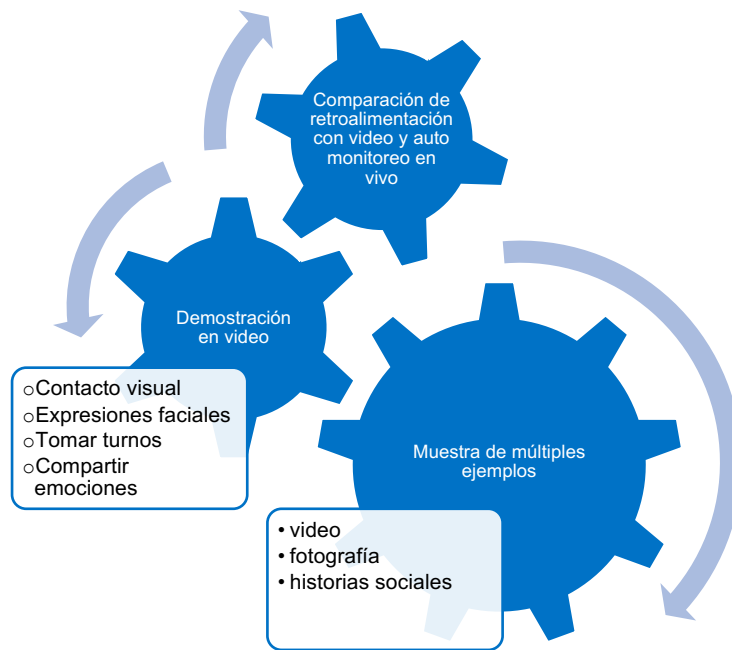 Comparación de
retroalimentación
con video y auto
monitoreo en
vivo
Demostración
en video
oContacto visual
oExpresiones faciales
oTomar turnos
oCompartir
emociones
Muestra de múltiples
ejemplos
• video
• fotografía
• historias sociales